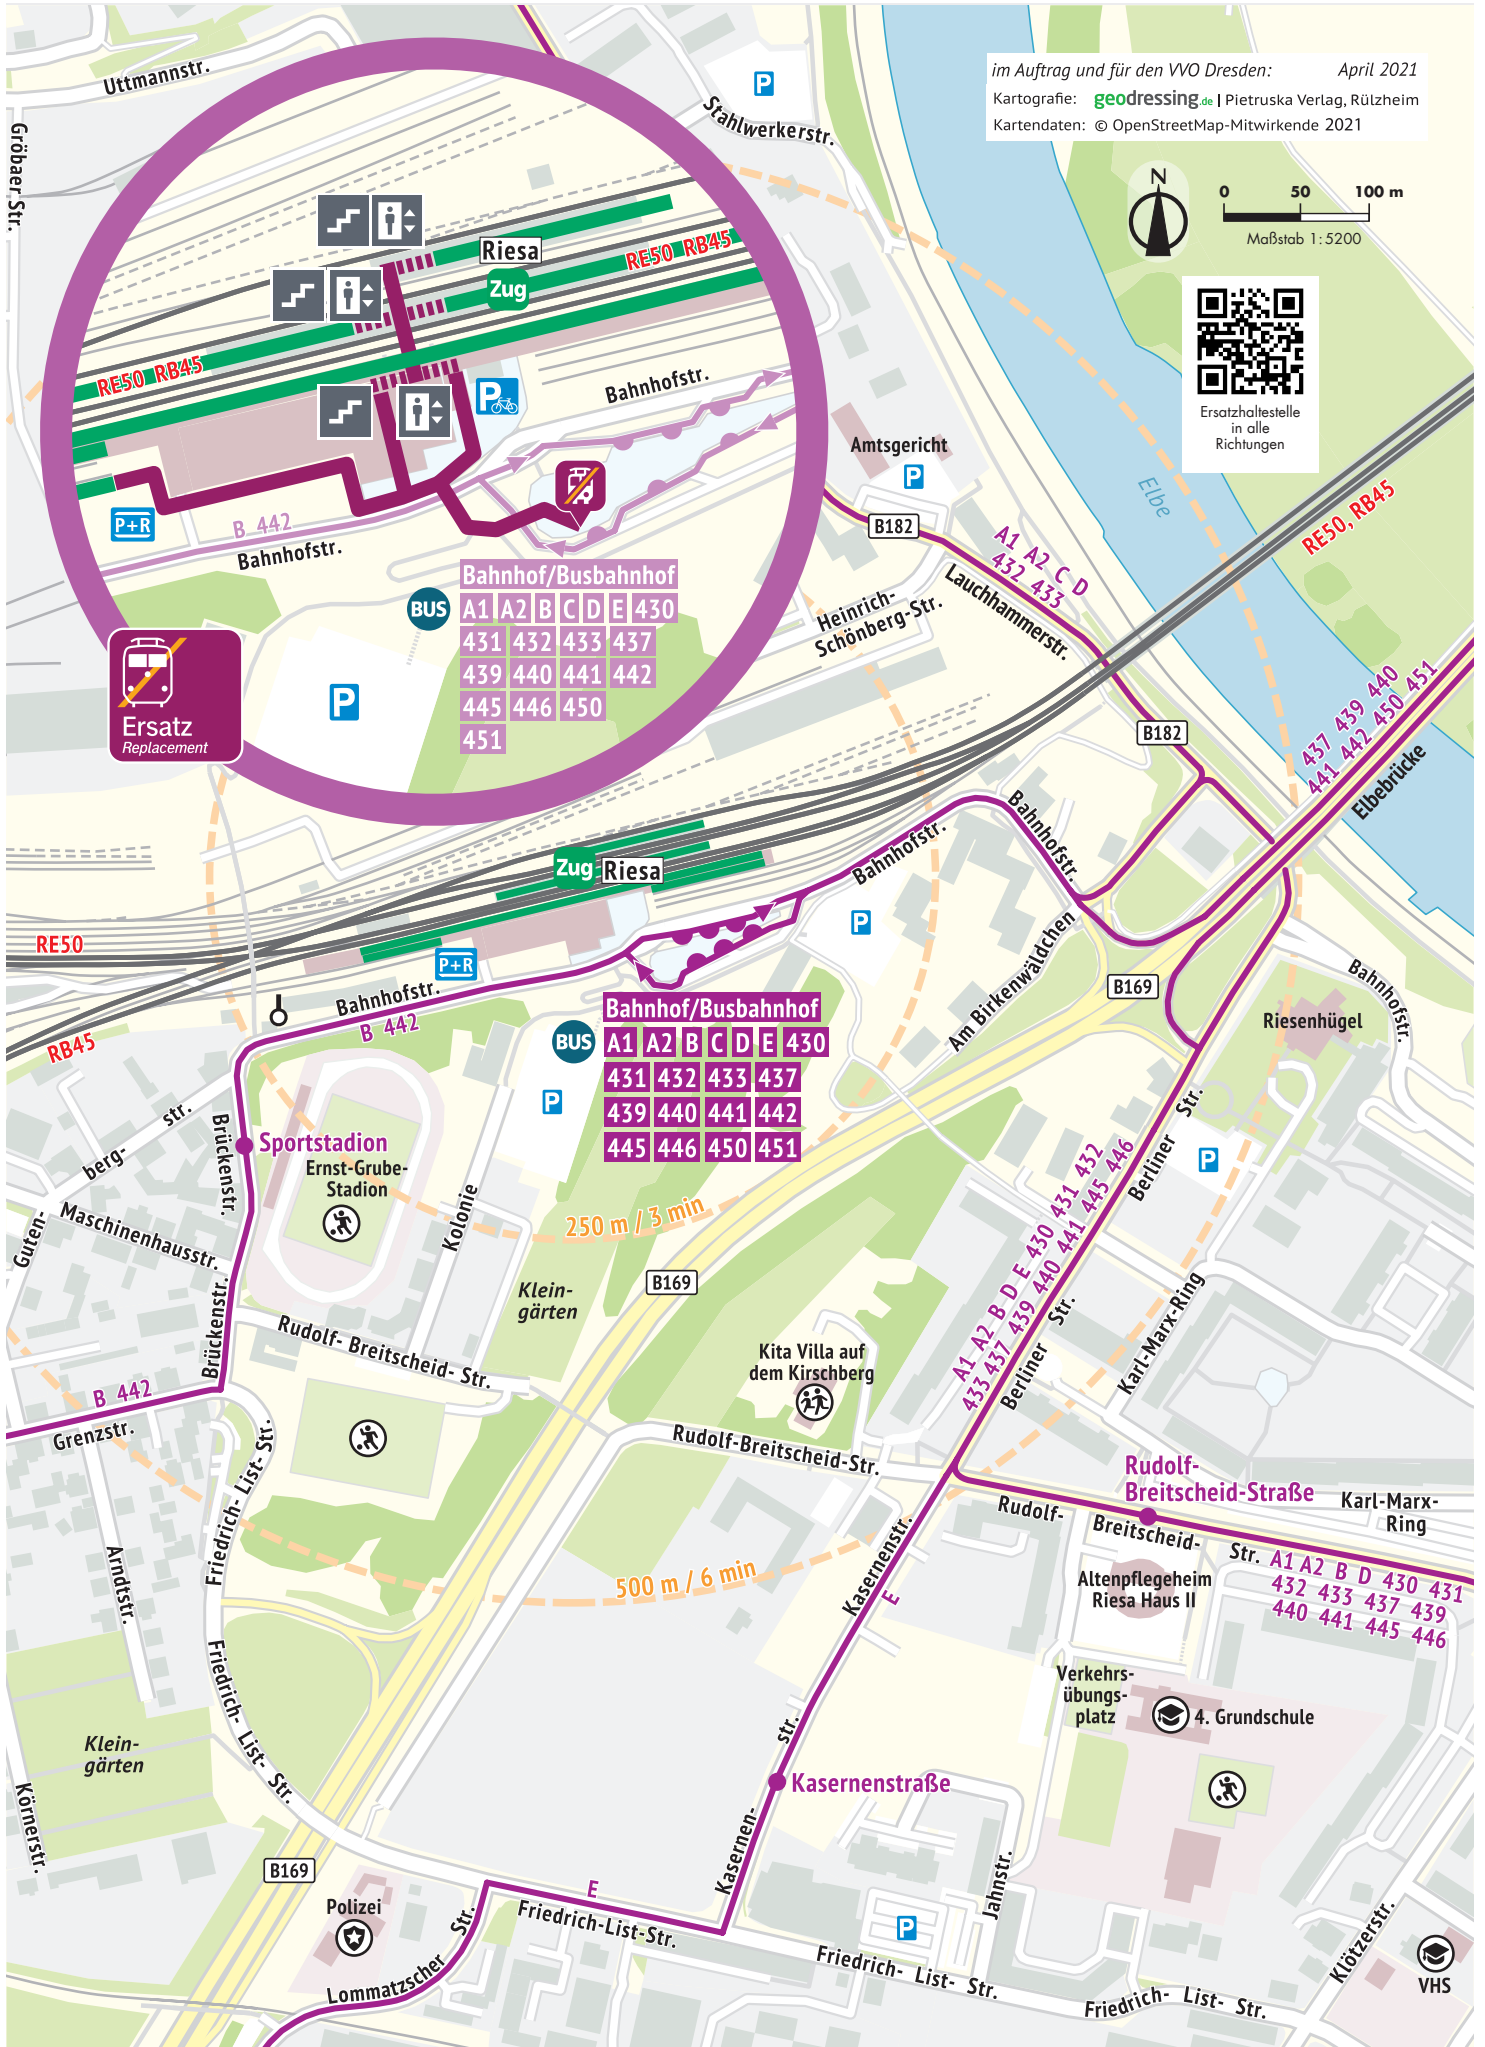 Uttmannstr.
Gröbaer Str.
Stahlwerkerstr.
P
im Auftrag und für den VVO Dresden: April 2021
Kartografie: geodressing.de | Pietruska Verlag, Rülzheim
Kartendaten: © OpenStreetMap-Mitwirkende 2021
N
0 50 100 m
Maßstab 1:5200
Ersatzhaltestelle
in alle
Richtungen
Riesa
Zug
RE50 RB45
RE50 RB45
P
Bahnhofstr.
P+R
B 442
Bahnhofstr.
BUS
Bahnhof/Busbahnhof
A1 A2 B C D E 430
431 432 433 437
439 440 441 442
445 446 450
451
P
Ersatz
Replacement
Amtsgericht
P
B182
A1 A2 C D
432 433
Lauchhammerstr.
Heinrich-
Schönberg-Str.
Elbe
RE50, RB45
B182
437 439 440
441 442 450 451
Elbebrücke
Zug Riesa
Bahnhofstr.
Bahnhofstr.
P
RE50
P+R
Bahnhofstr.
B 442
RB45
Am Birkenwäldchen
B169
Bahnhofstr.
Riesenhügel
BUS
Bahnhof/Busbahnhof
A1 A2 B C D E 430
431 432 433 437
439 440 441 442
445 446 450 451
P
Guten-
berg-
str.
Brückenstr.
Sportstadion
Ernst-Grube-
Stadion
Maschinenhausstr.
Kolonie
250 m / 3 min
Klein-
gärten
B169
Berliner Str.
P
A1 A2 B D E 430 431 432
433 437 439 440 441 445 446
Berliner Str.
Karl-Marx-Ring
Brückenstr.
Rudolf- Breitscheid- Str.
B 442
Grenzstr.
Kita Villa auf
dem Kirschberg
Rudolf-Breitscheid-Str.
Friedrich- List- Str.
Rudolf-
Breitscheid-Straße
Karl-Marx-
Ring
Rudolf- Breitscheid- Str.
A1 A2 B D 430 431
432 433 437 439
440 441 445 446
Arndtstr.
500 m / 6 min
Kasernenstr.
E
Altenpflegeheim
Riesa Haus II
Friedrich- List- Str.
Verkehrs-
übungs-
platz
4. Grundschule
Klein-
gärten
Körnerstr.
Kasernenstraße
Kasernen- str.
B169
Polizei
E
Friedrich-List-Str.
Lommatzscher Str.
Jahnstr.
P
Friedrich- List- Str.
Friedrich- List- Str.
Klötzerstr.
VHS